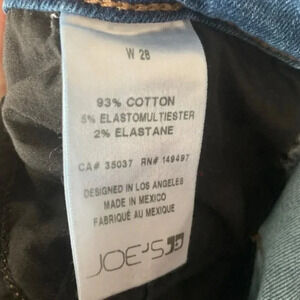 W 28
93% COTTON
5% ELASTOMULTIESTER
2% ELASTANE
CA# 35037 RN# 149497
DESIGNED IN LOS ANGELES
MADE IN MEXICO
FABRIQUÉ AU MEXIQUE
JOE'S